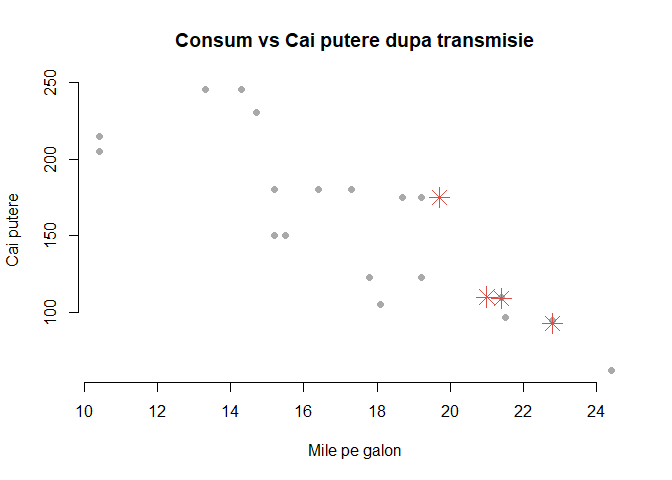 Consum vs Cai putere dupa transmisie
250
200
150
100
Cai putere
10 12 14 16 18 20 22 24
Mile pe galon